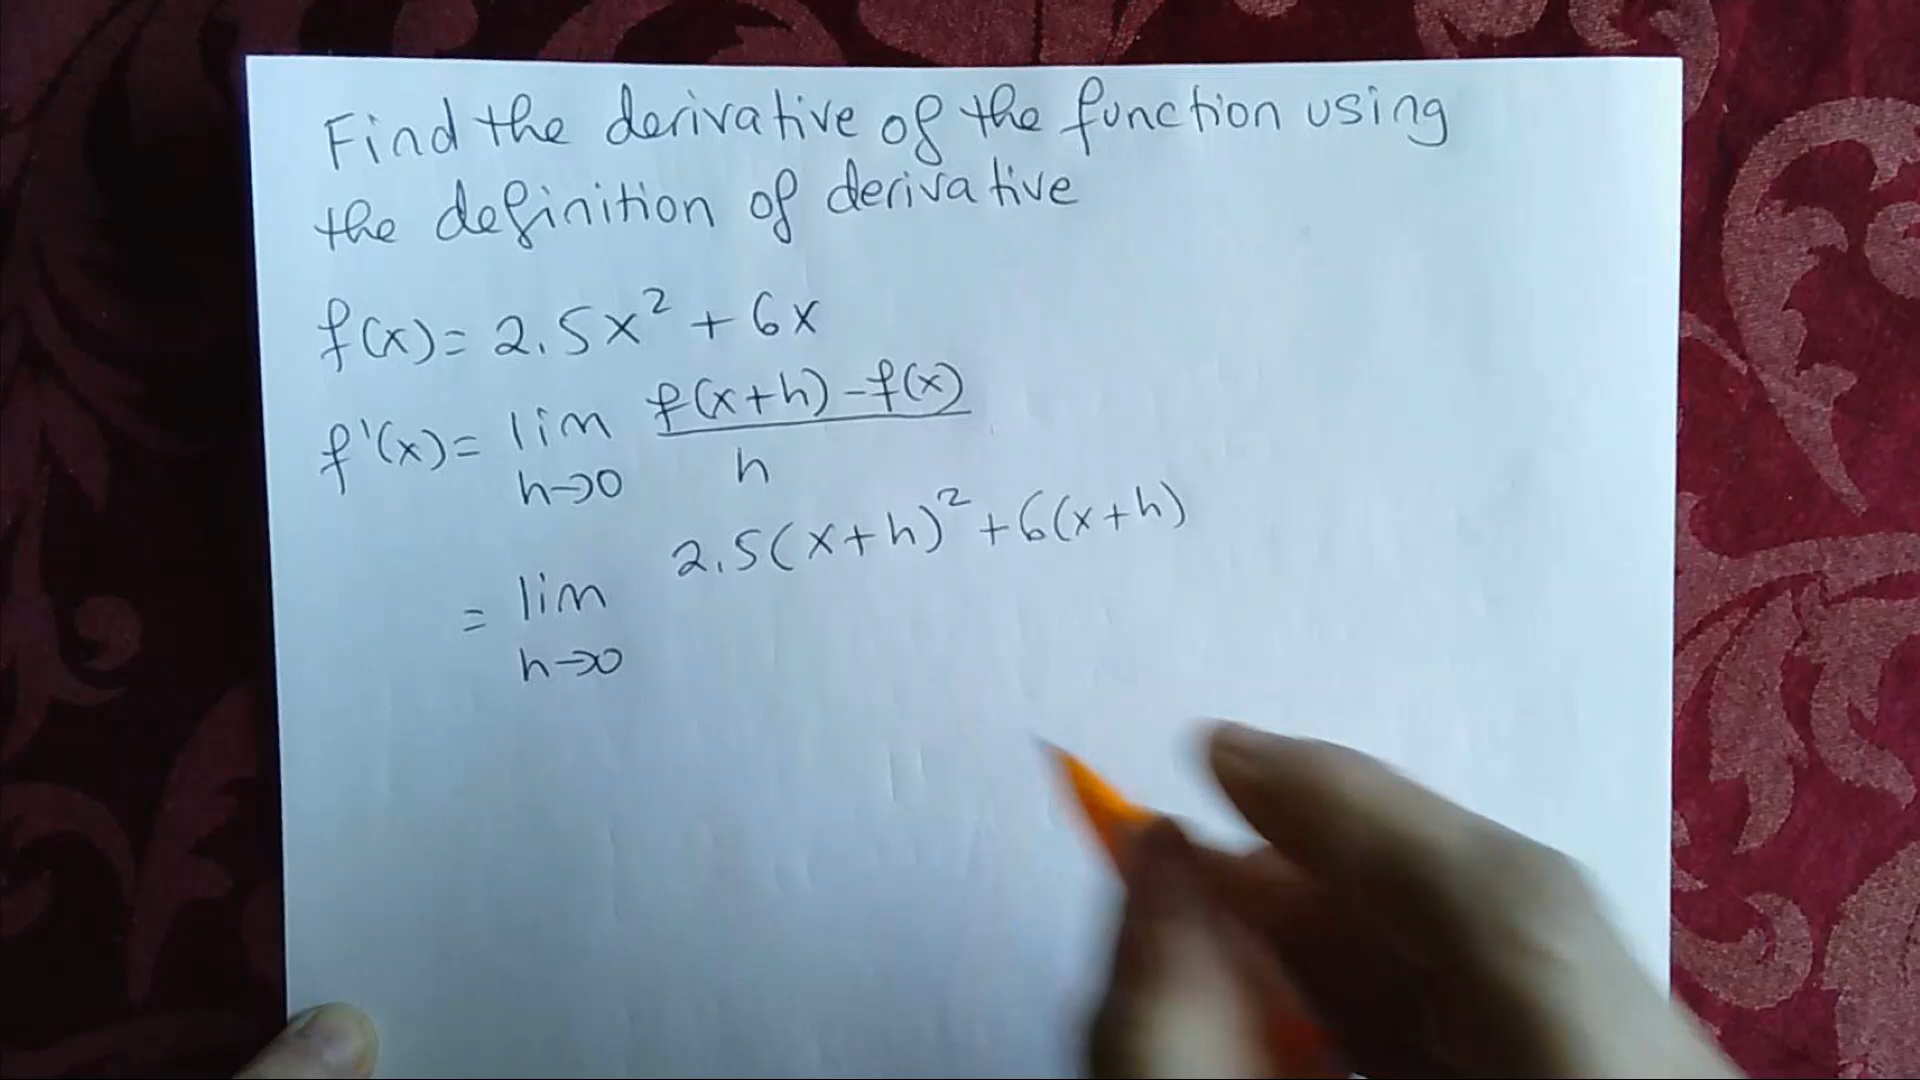 Find the derivative of the function using
the definition of derivative
f(x)= 2.5x² + 6x
f'(x)= lim f(x+h)-f(x)
h→0 h
2.5(x+h)²+6(x+h)
= lim
h→0